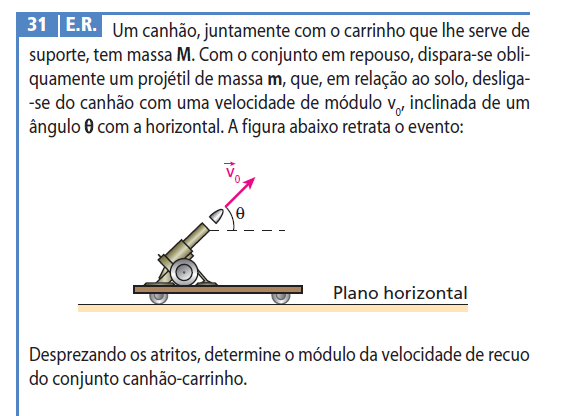 31 E.R. Um canhão, juntamente com o carrinho que lhe serve de
suporte, tem massa M. Com o conjunto em repouso, dispara-se obli-
quamente um projétil de massa m, que, em relação ao solo, desliga-
-se do canhão com uma velocidade de módulo v₀, inclinada de um
ângulo θ com a horizontal. A figura abaixo retrata o evento:
v⃗₀
θ
Plano horizontal
Desprezando os atritos, determine o módulo da velocidade de recuo
do conjunto canhão-carrinho.